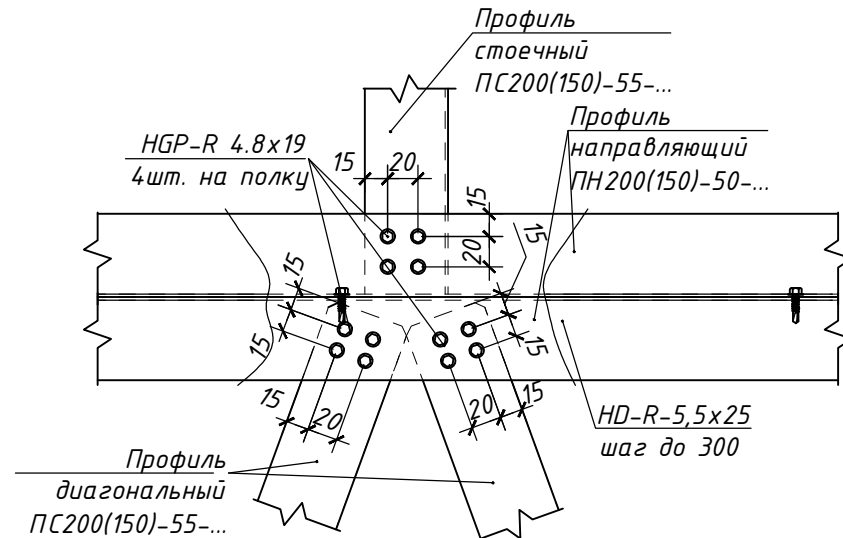 Профиль
стоечный
ПС200(150)-55-...
HGP-R 4.8x19
4шт. на полку
Профиль
направляющий
ПН200(150)-50-...
15
20
15
20
15
15
15
15
15
20
20
15
HD-R-5,5x25
шаг до 300
Профиль
диагональный
ПС200(150)-55-...